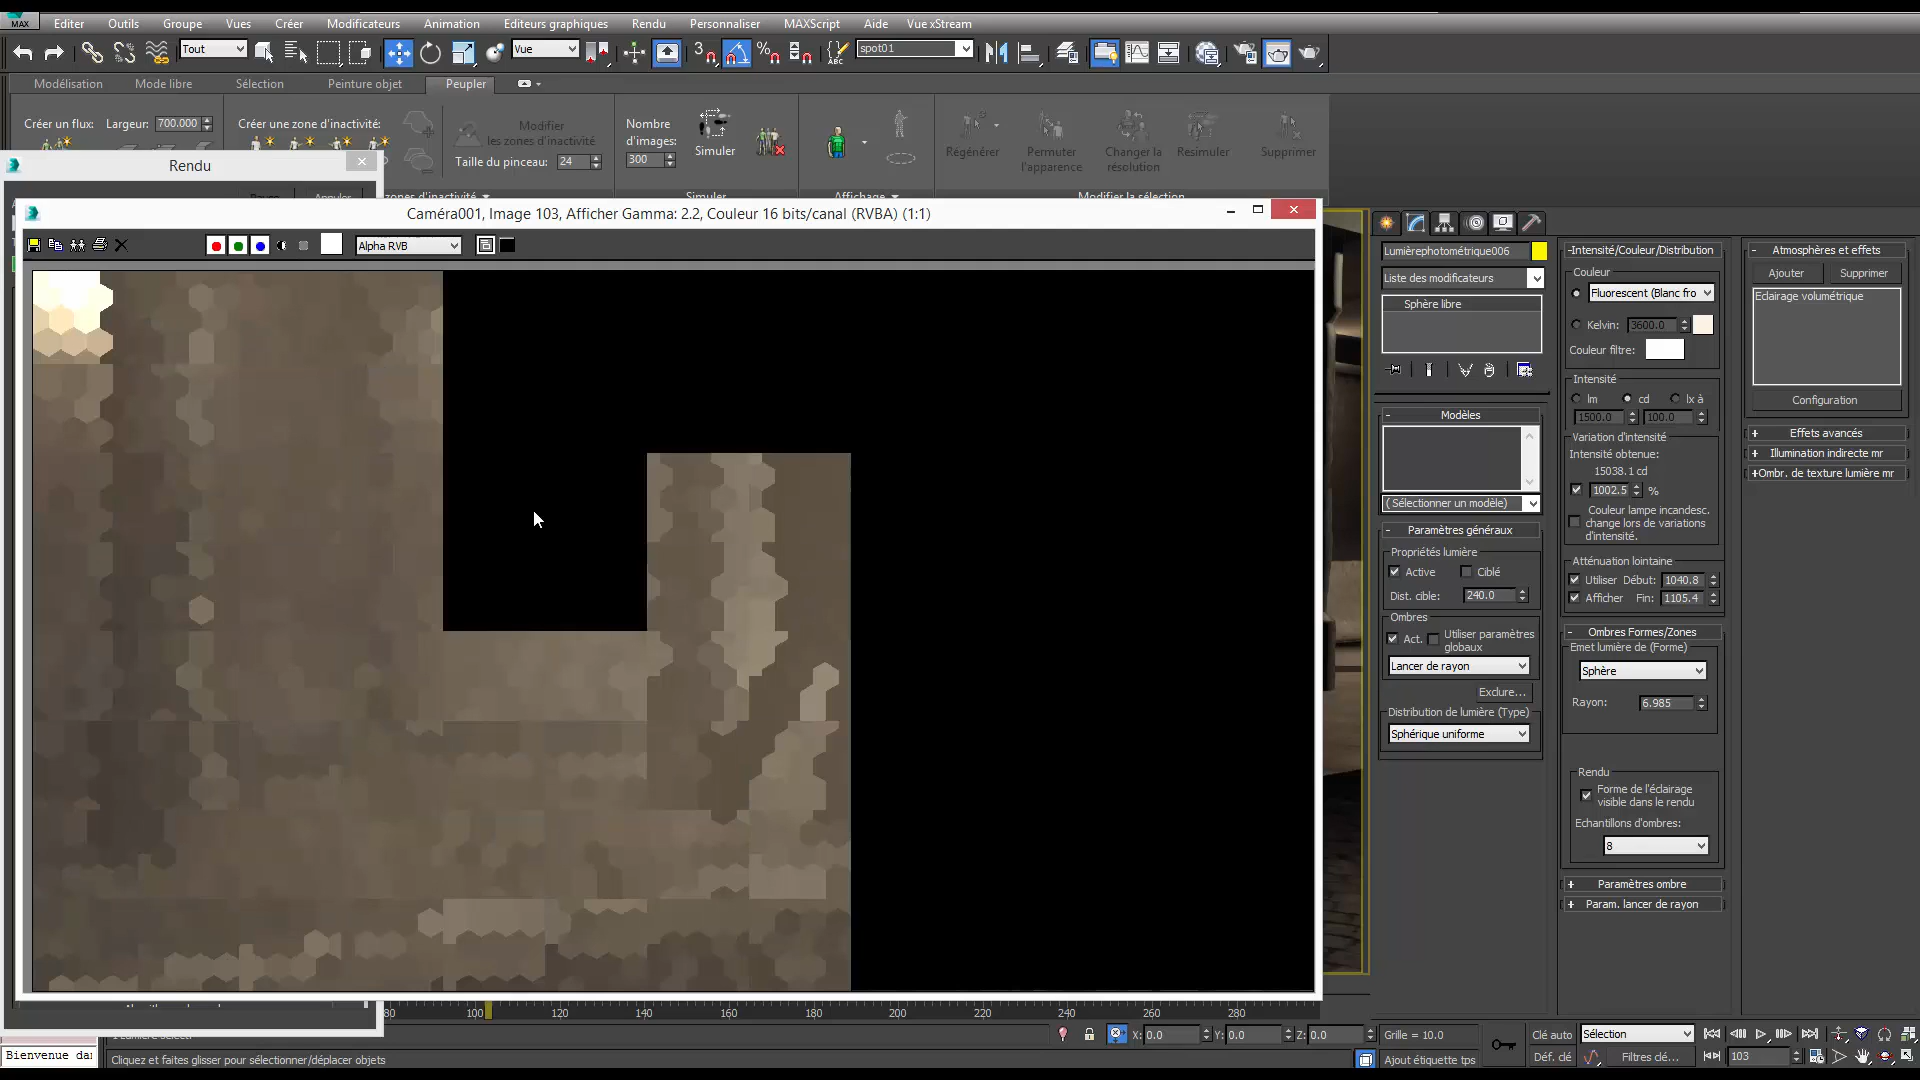 MAX
Editer Outils Groupe Vues Créer Modificateurs Animation Editeurs graphiques Rendu Personnaliser MAXScript Aide Vue xStream
Tout Vue 3 % ABC spot01
Modélisation Mode libre Sélection Peinture objet Peupler
Créer un flux: Largeur: 700.000 Créer une zone d'inactivité:
Modifier les zones d'inactivité
Taille du pinceau: 24
Nombre d'images: 300
Simuler
Régénérer Permuter l'apparence Changer la résolution Resimuler Supprimer
zones d'inactivité Simuler Affichage Modifier la sélection
Rendu
Caméra001, Image 103, Afficher Gamma: 2.2, Couleur 16 bits/canal (RVBA) (1:1)
Alpha RVB
Lumièrephotométrique006
Liste des modificateurs
Sphère libre
- Modèles
( Sélectionner un modèle)
- Paramètres généraux
Propriétés lumière
Active Ciblé
Dist. cible: 240.0
Ombres
Act. Utiliser paramètres globaux
Lancer de rayon
Exclure...
Distribution de lumière (Type)
Sphérique uniforme
-Intensité/Couleur/Distribution
Couleur
Fluorescent (Blanc fro
Kelvin: 3600.0
Couleur filtre:
Intensité
lm cd lx à
1500.0 100.0
Variation d'intensité
Intensité obtenue:
15038.1 cd
1002.5 %
Couleur lampe incandesc.
change lors de variations
d'intensité.
Atténuation lointaine
Utiliser Début: 1040.8
Afficher Fin: 1105.4
- Ombres Formes/Zones
Emet lumière de (Forme)
Sphère
Rayon: 6.985
Rendu
Forme de l'éclairage
visible dans le rendu
Echantillons d'ombres:
8
+ Paramètres ombre
+ Param. lancer de rayon
- Atmosphères et effets
Ajouter Supprimer
Eclairage volumétrique
Configuration
+ Effets avancés
+ Illumination indirecte mr
+Ombr. de texture lumière mr
80 100 120 140 160 180 200 220 240 260 280
X: 0.0 Y: 0.0 Z: 0.0 Grille = 10.0
Clé auto Sélection
Bienvenue da
Cliquez et faites glisser pour sélectionner/déplacer objets
Ajout étiquette tps Déf. clé Filtres clé... 103